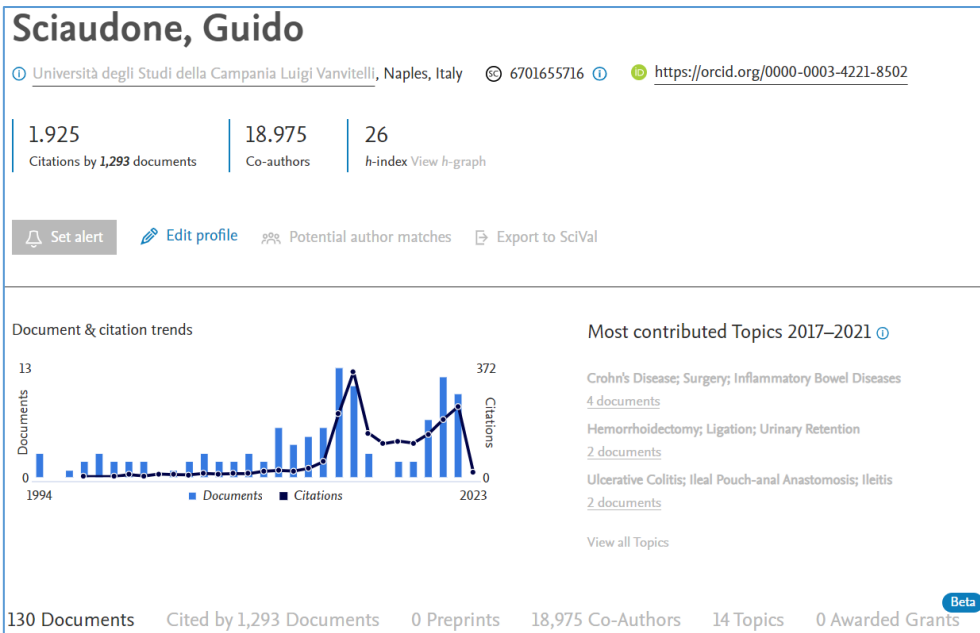 Sciaudone, Guido
Università degli Studi della Campania Luigi Vanvitelli, Naples, Italy SC 6701655716 i iD https://orcid.org/0000-0003-4221-8502
1.925 18.975 26
Citations by 1,293 documents Co-authors h-index View h-graph
Set alert Edit profile Potential author matches Export to SciVal
Document & citation trends
13 372
Documents
Citations
0 0
1994 2023
Documents Citations
Most contributed Topics 2017–2021 i
Crohn's Disease; Surgery; Inflammatory Bowel Diseases
4 documents
Hemorrhoidectomy; Ligation; Urinary Retention
2 documents
Ulcerative Colitis; Ileal Pouch-anal Anastomosis; Ileitis
2 documents
View all Topics
Beta
130 Documents Cited by 1,293 Documents 0 Preprints 18,975 Co-Authors 14 Topics 0 Awarded Grants